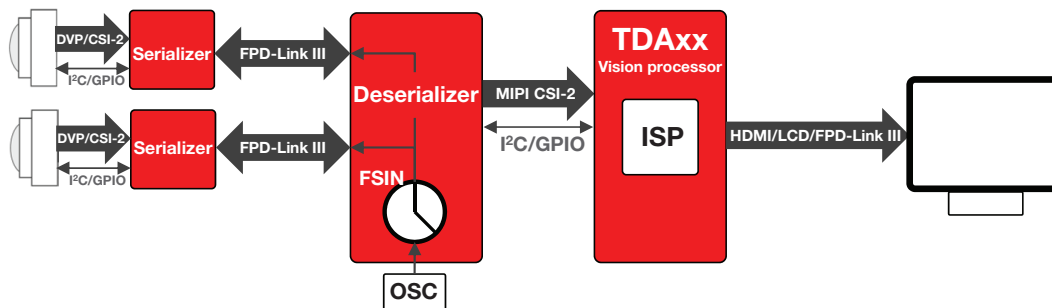 DVP/CSI-2
I²C/GPIO
Serializer
FPD-Link III
DVP/CSI-2
I²C/GPIO
Serializer
FPD-Link III
Deserializer
FSIN
OSC
MIPI CSI-2
I²C/GPIO
TDAxx
Vision processor
ISP
HDMI/LCD/FPD-Link III